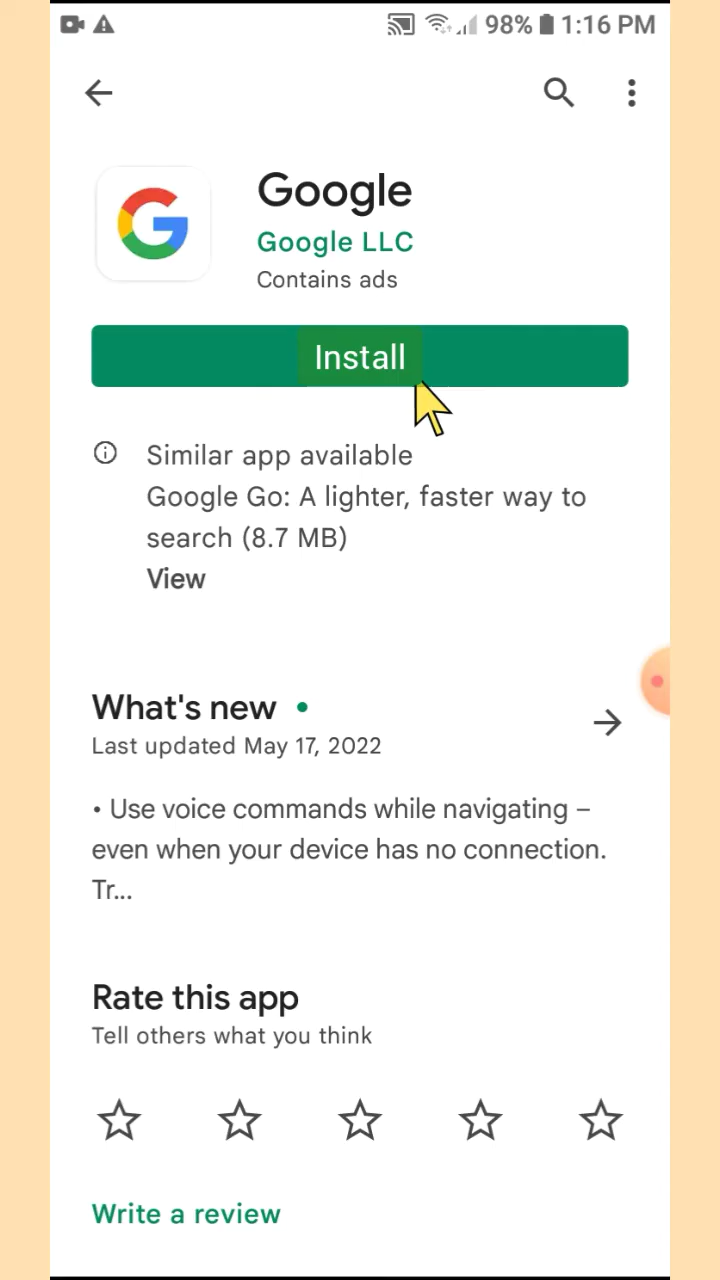 98% 1:16 PM
Google
Google LLC
Contains ads
Install
Similar app available
Google Go: A lighter, faster way to
search (8.7 MB)
View
What's new
Last updated May 17, 2022
• Use voice commands while navigating –
even when your device has no connection.
Tr...
Rate this app
Tell others what you think
Write a review